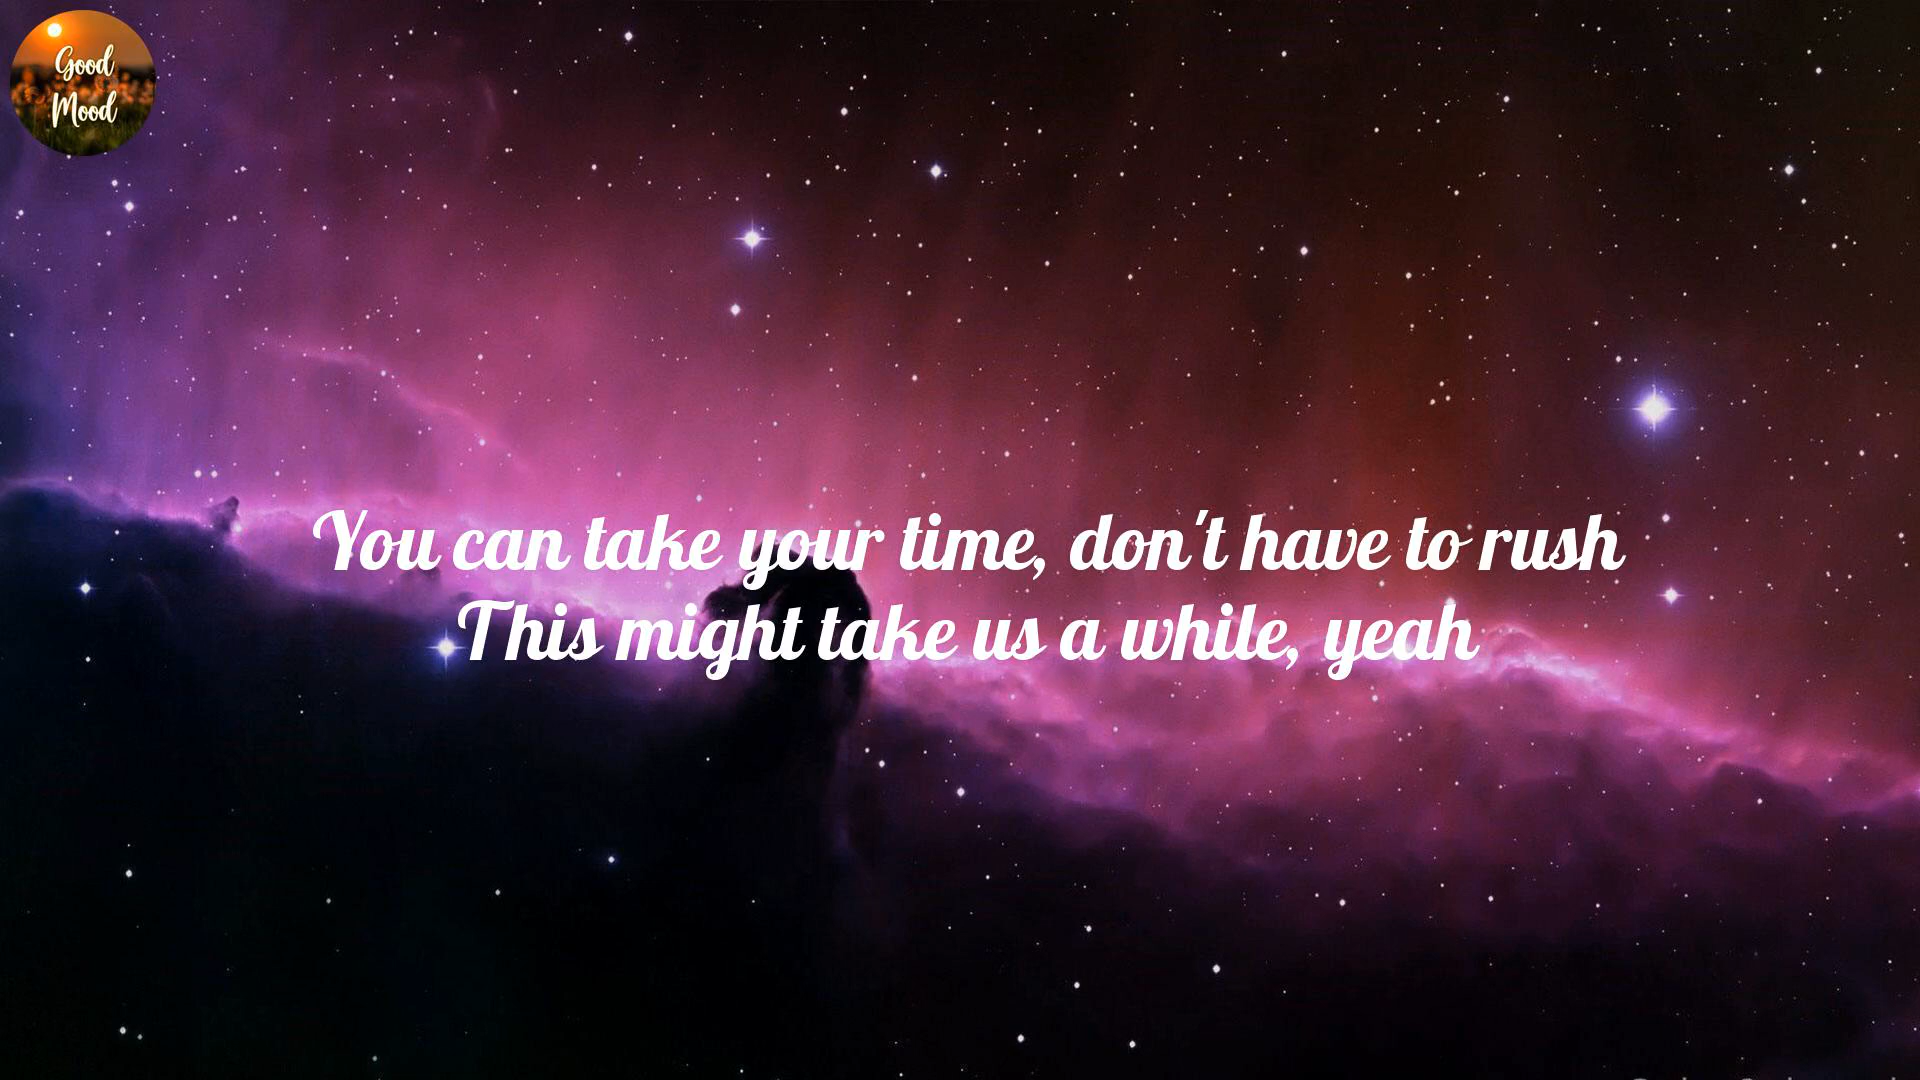 Good
Mood
You can take your time, don't have to rush
This might take us a while, yeah